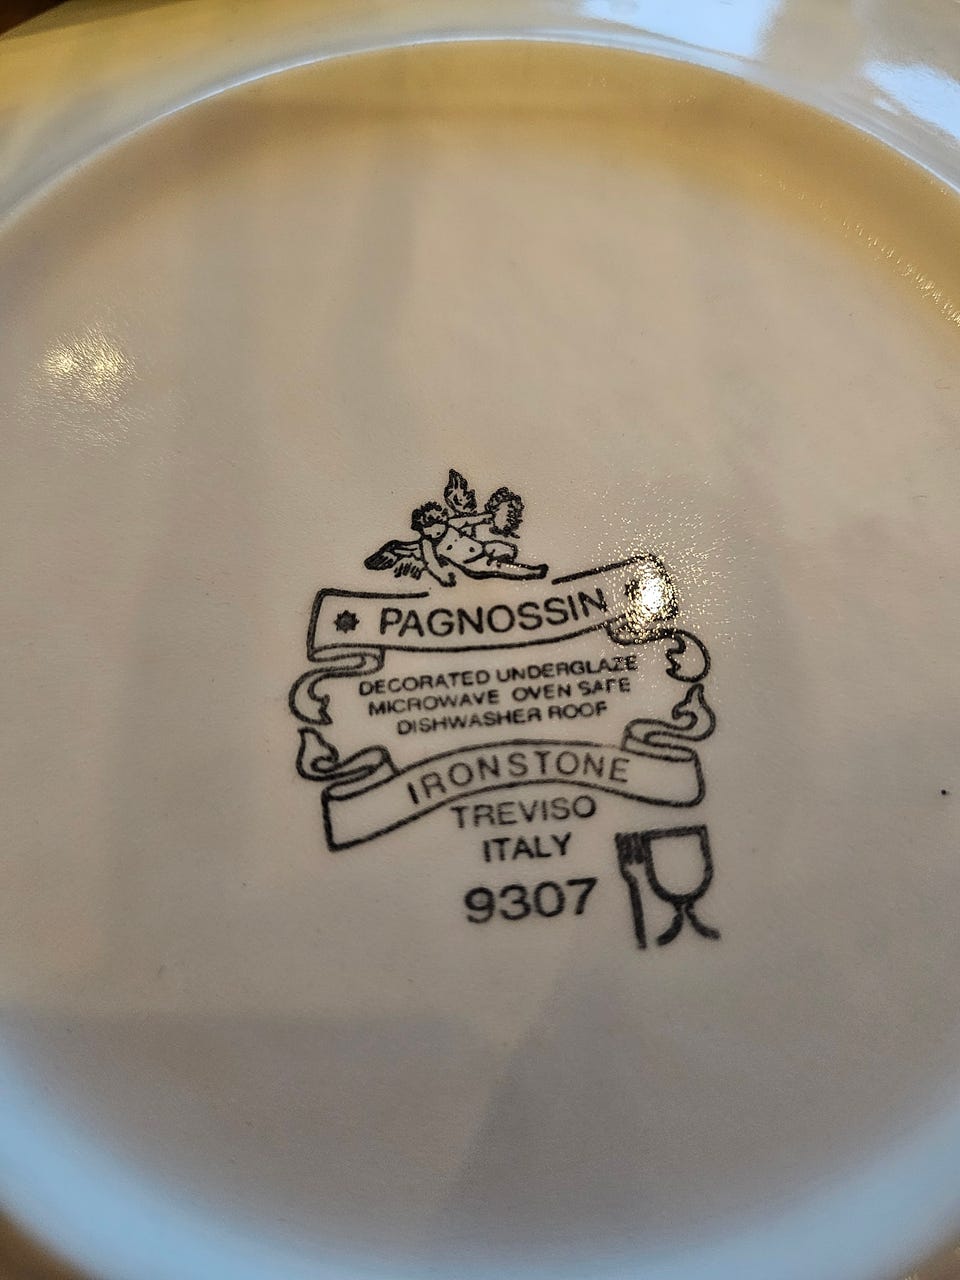 PAGNOSSIN
DECORATED UNDERGLAZE
MICROWAVE OVEN SAFE
DISHWASHER ROOF
IRONSTONE
TREVISO
ITALY
9307